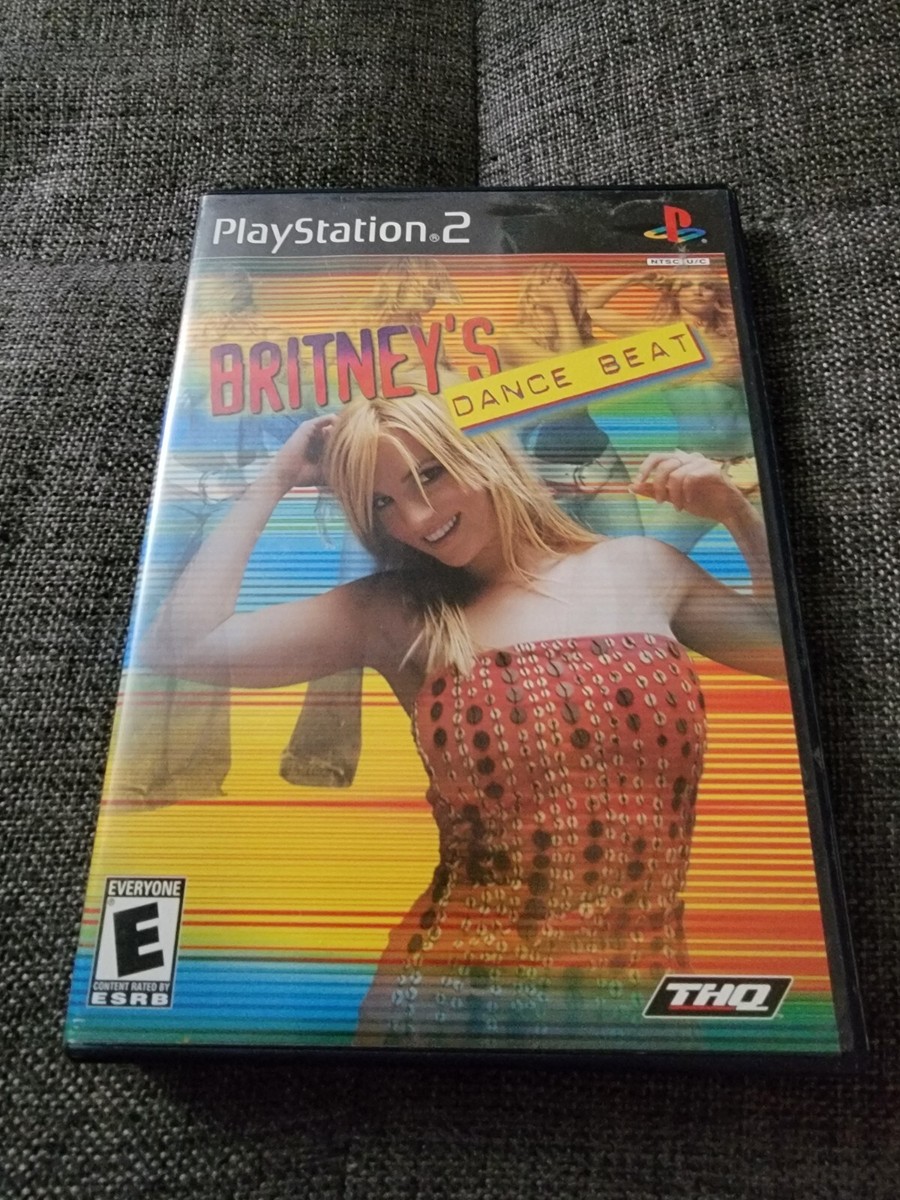 PlayStation®2
NTSC U/C
BRITNEY'S
DANCE BEAT
EVERYONE
E
CONTENT RATED BY
ESRB
THQ